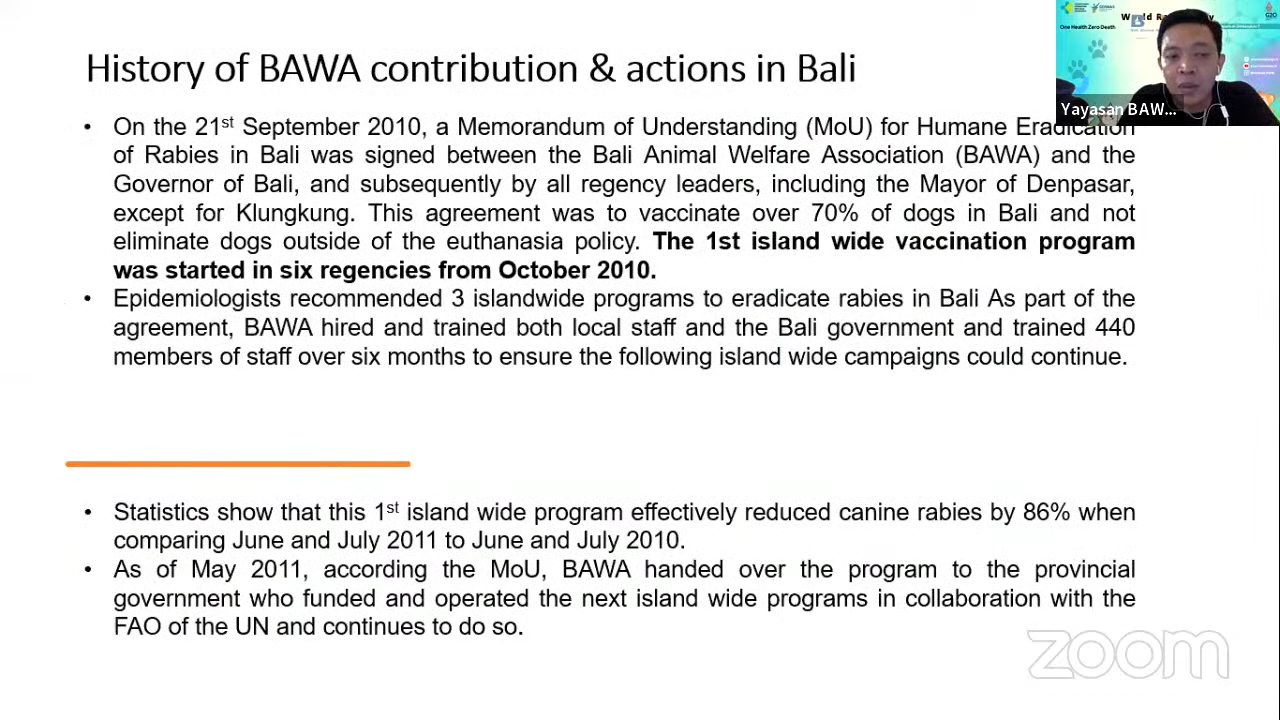 History of BAWA contribution & actions in Bali
• On the 21st September 2010, a Memorandum of Understanding (MoU) for Humane Eradication
of Rabies in Bali was signed between the Bali Animal Welfare Association (BAWA) and the
Governor of Bali, and subsequently by all regency leaders, including the Mayor of Denpasar,
except for Klungkung. This agreement was to vaccinate over 70% of dogs in Bali and not
eliminate dogs outside of the euthanasia policy. The 1st island wide vaccination program
was started in six regencies from October 2010.
• Epidemiologists recommended 3 islandwide programs to eradicate rabies in Bali As part of the
agreement, BAWA hired and trained both local staff and the Bali government and trained 440
members of staff over six months to ensure the following island wide campaigns could continue.
• Statistics show that this 1st island wide program effectively reduced canine rabies by 86% when
comparing June and July 2011 to June and July 2010.
• As of May 2011, according the MoU, BAWA handed over the program to the provincial
government who funded and operated the next island wide programs in collaboration with the
FAO of the UN and continues to do so.
One Health Zero Death
G20
Yayasan BAW...
zoom